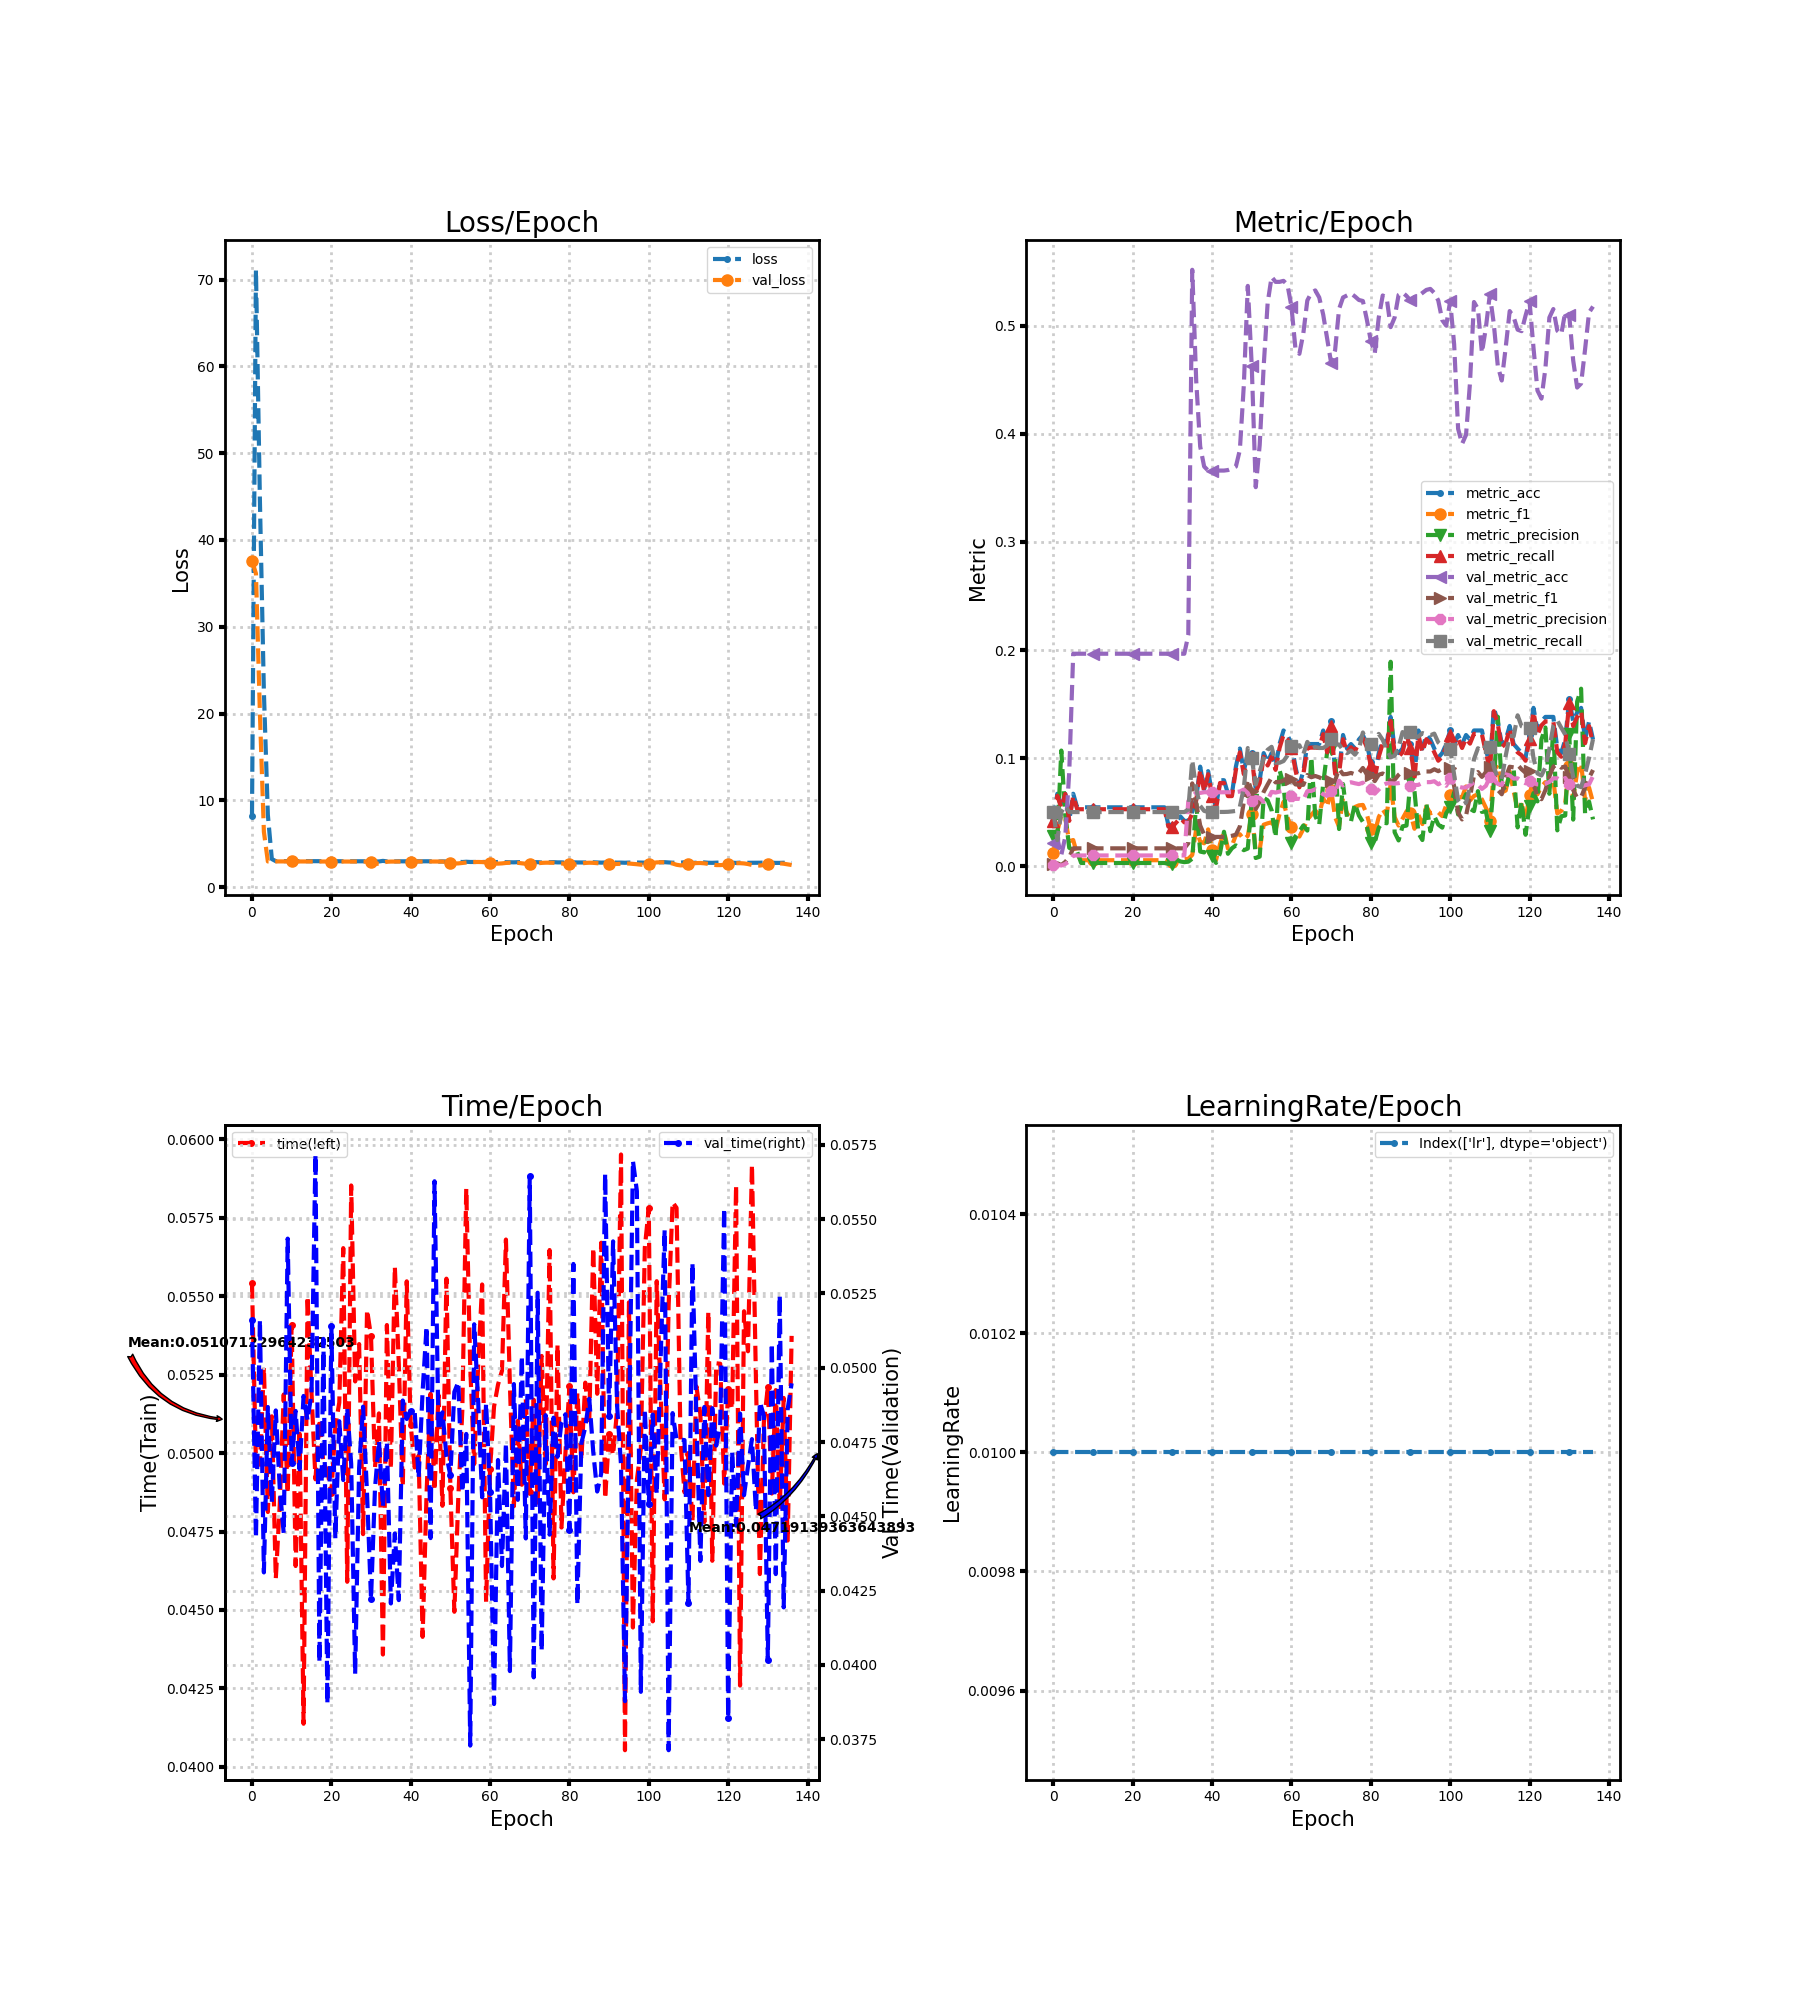 Loss/Epoch
loss
val_loss
70
60
50
40
30
20
10
0
Loss
0 20 40 60 80 100 120 140
Epoch
Metric/Epoch
0.5
0.4
0.3
0.2
0.1
0.0
Metric
metric_acc
metric_f1
metric_precision
metric_recall
val_metric_acc
val_metric_f1
val_metric_precision
val_metric_recall
0 20 40 60 80 100 120 140
Epoch
Time/Epoch
time(left)
val_time(right)
0.0600
0.0575
0.0550
0.0525
0.0500
0.0475
0.0450
0.0425
0.0400
Time(Train)
0.0575
0.0550
0.0525
0.0500
0.0475
0.0450
0.0425
0.0400
0.0375
0 20 40 60 80 100 120 140
Epoch
LearningRate/Epoch
Index(['lr'], dtype='object')
0.0104
0.0102
0.0100
0.0098
0.0096
LearningRate
0 20 40 60 80 100 120 140
Epoch